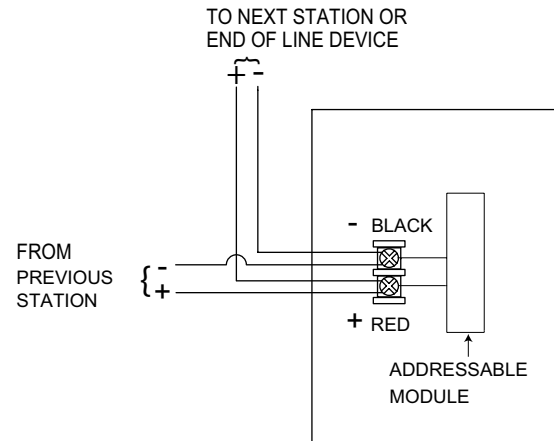 TO NEXT STATION OR
END OF LINE DEVICE
+ -
- BLACK
FROM
PREVIOUS
STATION
{ -
+
+ RED
ADDRESSABLE
MODULE